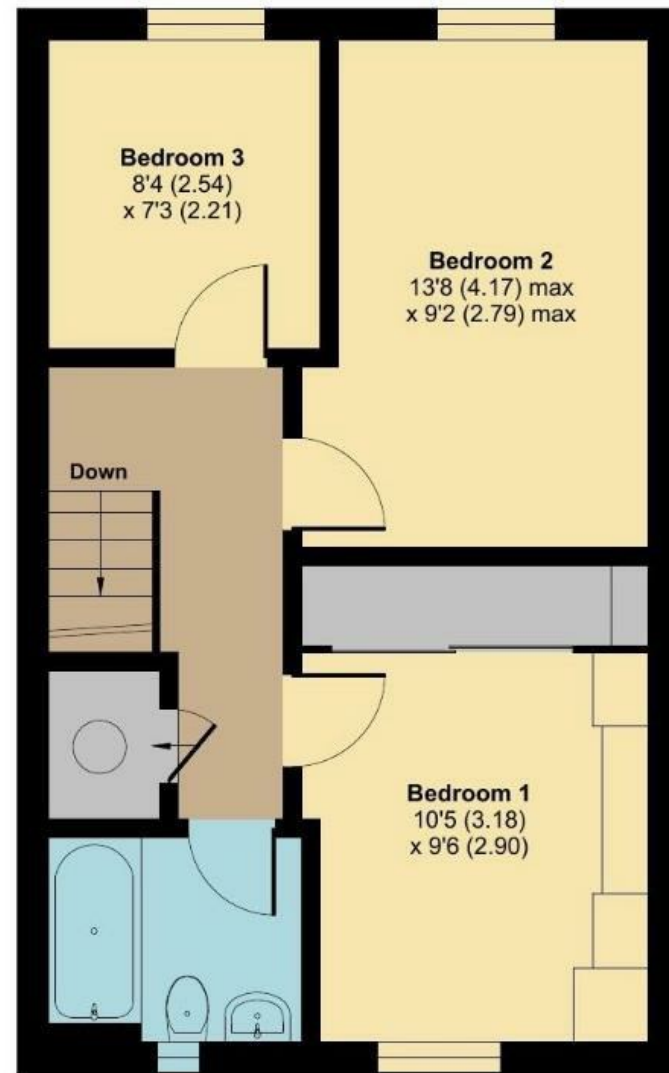 Bedroom 3
8'4 (2.54)
x 7'3 (2.21)
Bedroom 2
13'8 (4.17) max
x 9'2 (2.79) max
Down
Bedroom 1
10'5 (3.18)
x 9'6 (2.90)